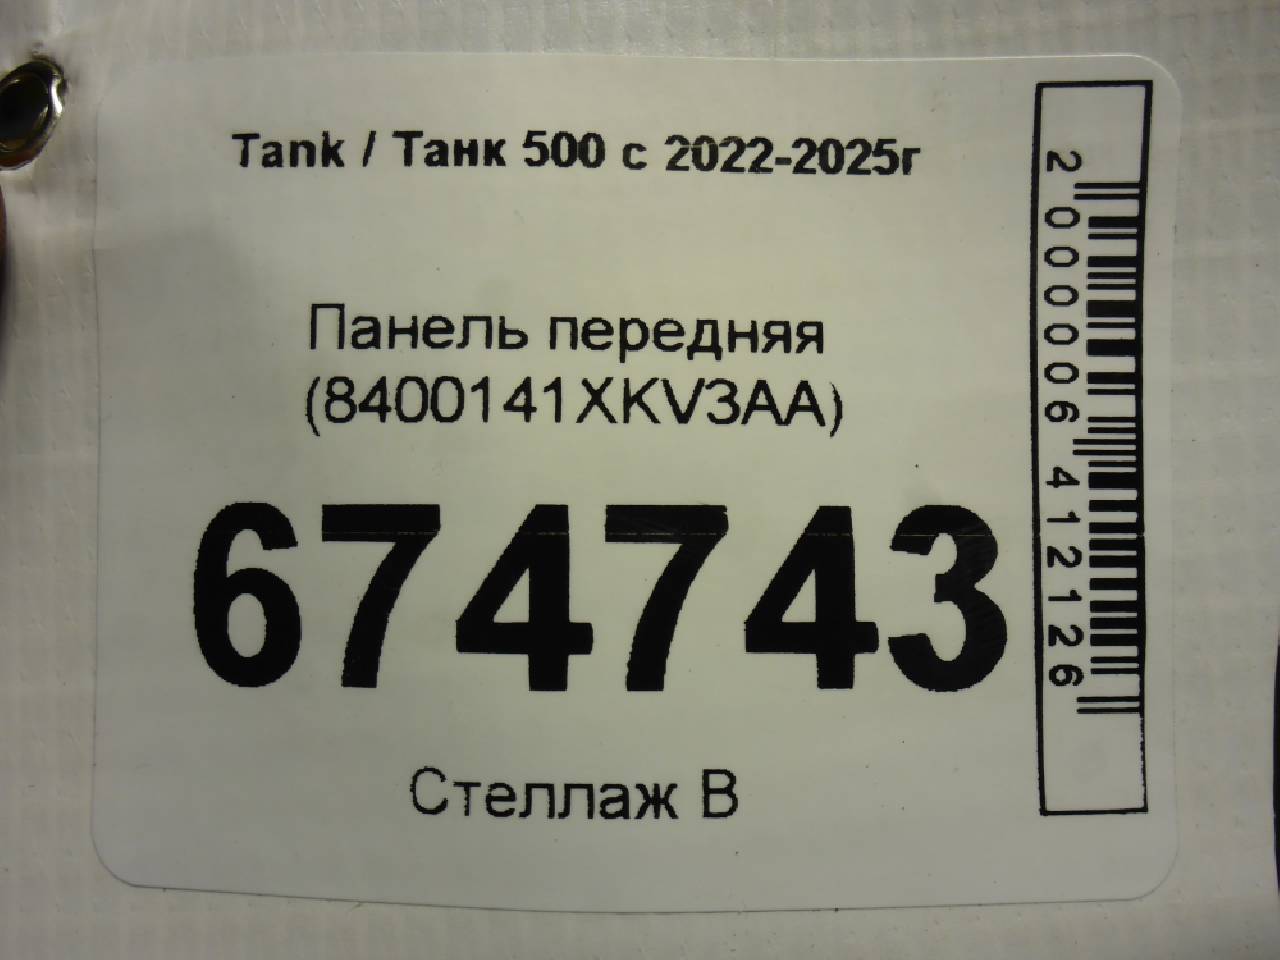 Tank / Танк 500 с 2022-2025г
Панель передняя
(8400141XKV3AA)
674743
Стеллаж В
2000006412126